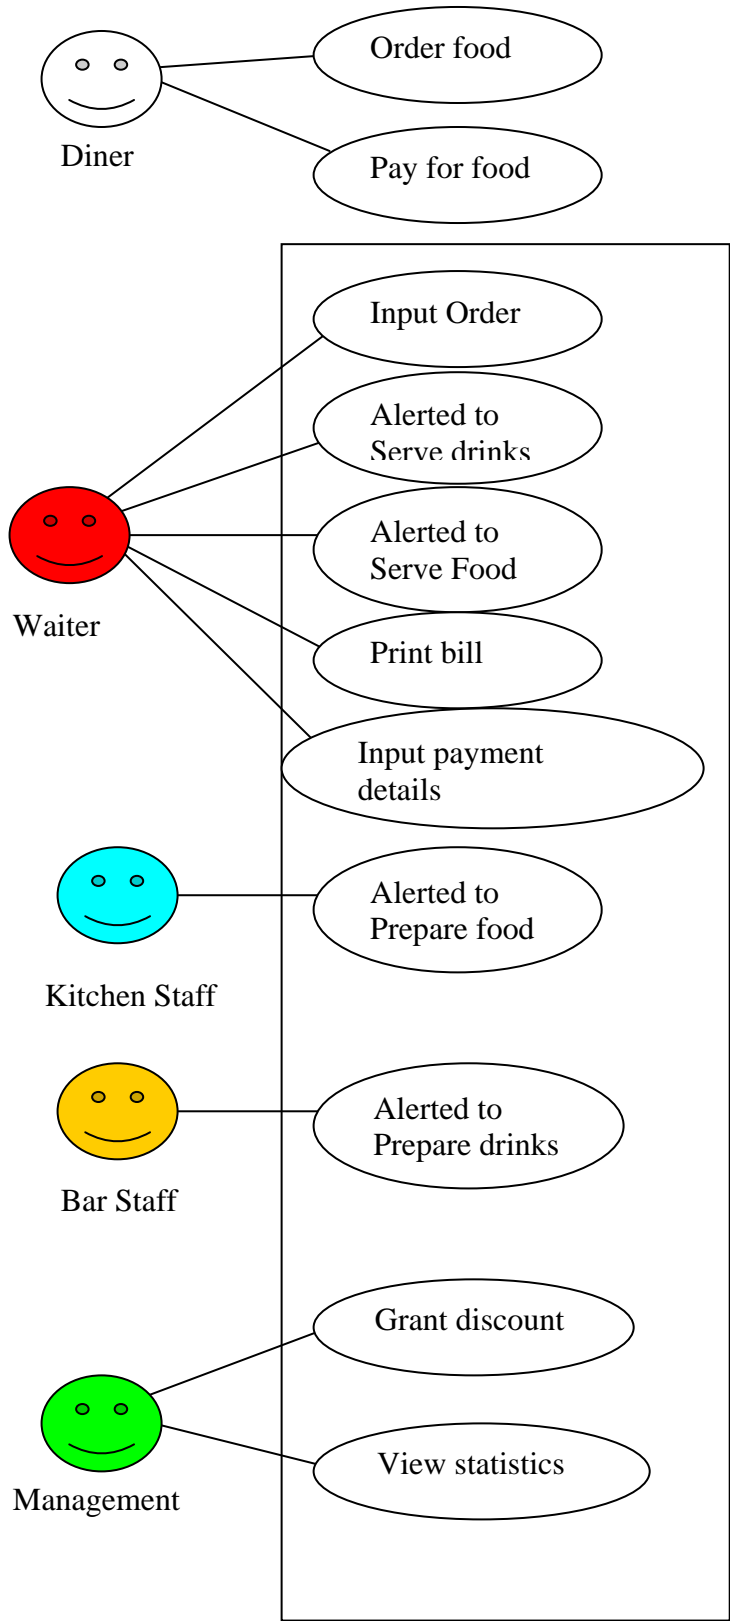 Order food
Diner
Pay for food
Input Order
Alerted to
Serve drinks
Alerted to
Serve Food
Waiter
Print bill
Input payment
details
Alerted to
Prepare food
Kitchen Staff
Alerted to
Prepare drinks
Bar Staff
Grant discount
View statistics
Management